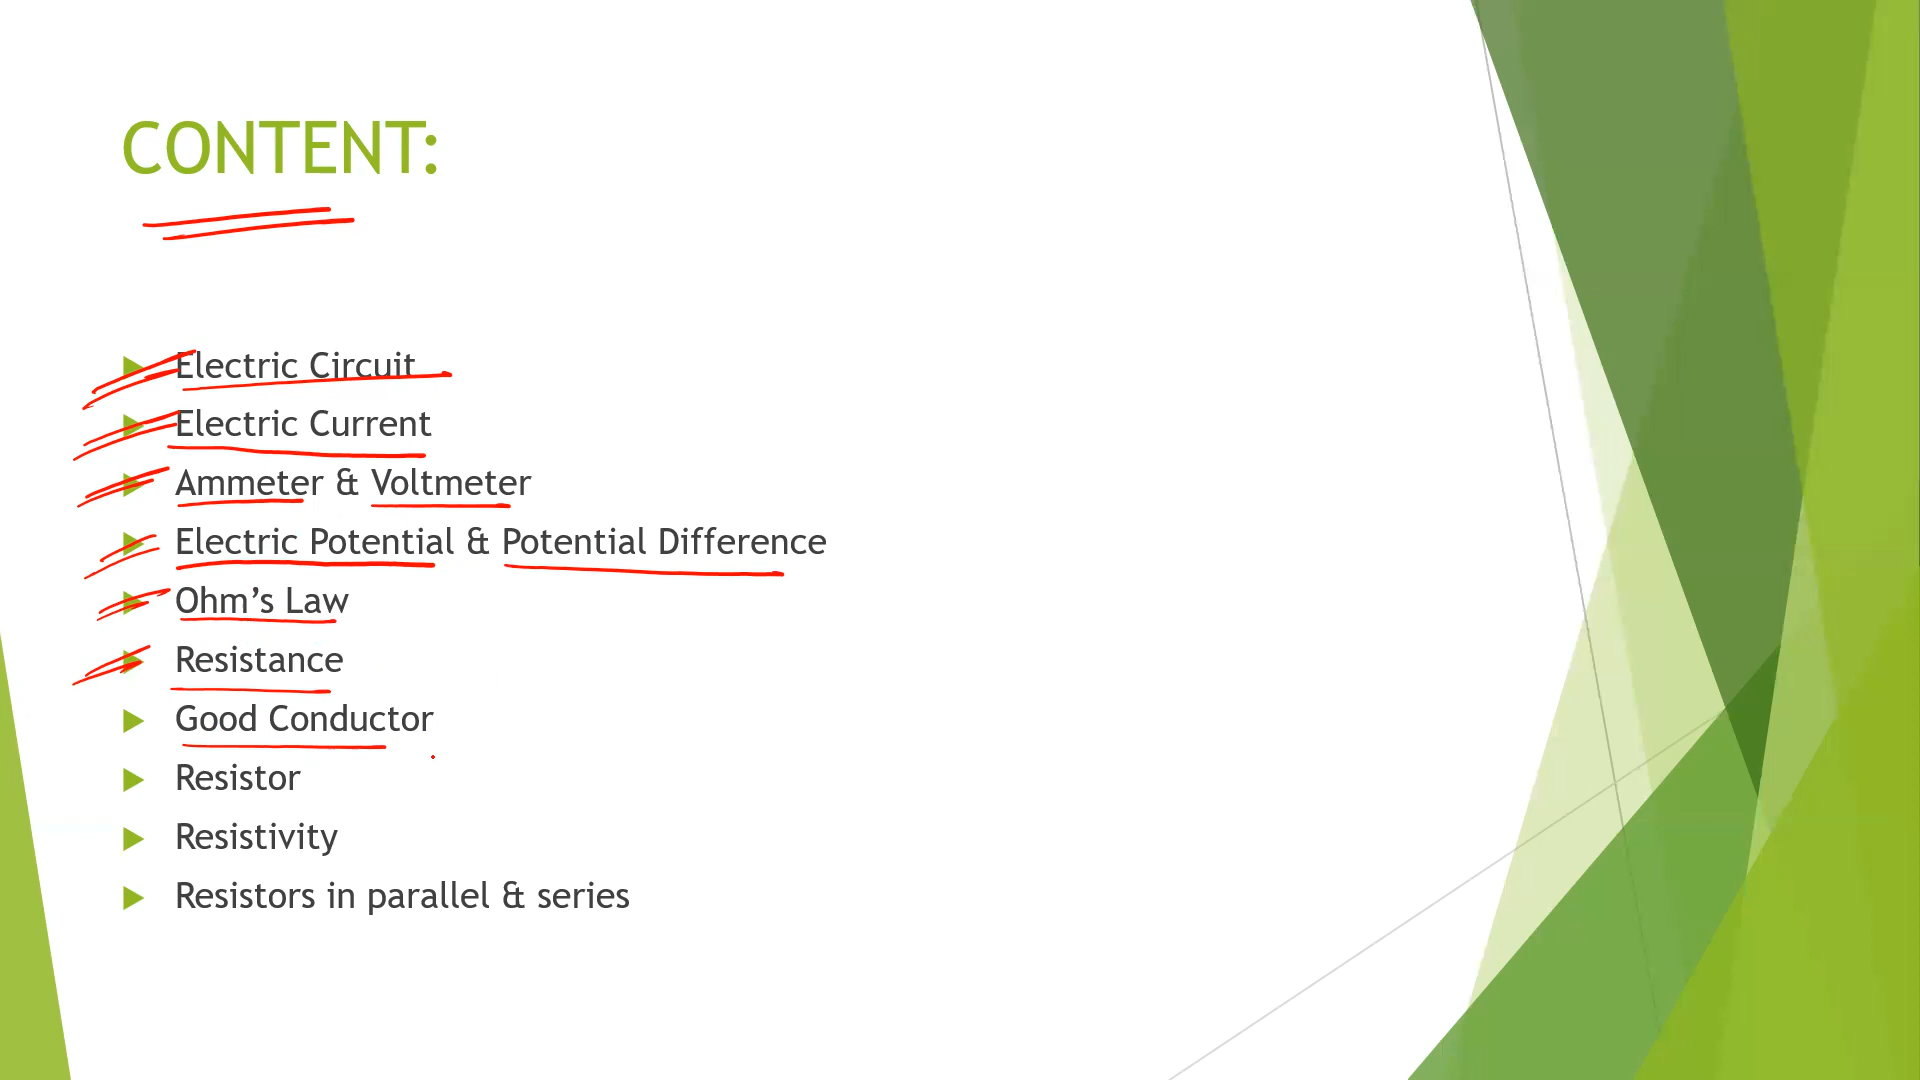 CONTENT:
Electric Circuit
Electric Current
Ammeter & Voltmeter
Electric Potential & Potential Difference
Ohm’s Law
Resistance
Good Conductor
Resistor
Resistivity
Resistors in parallel & series